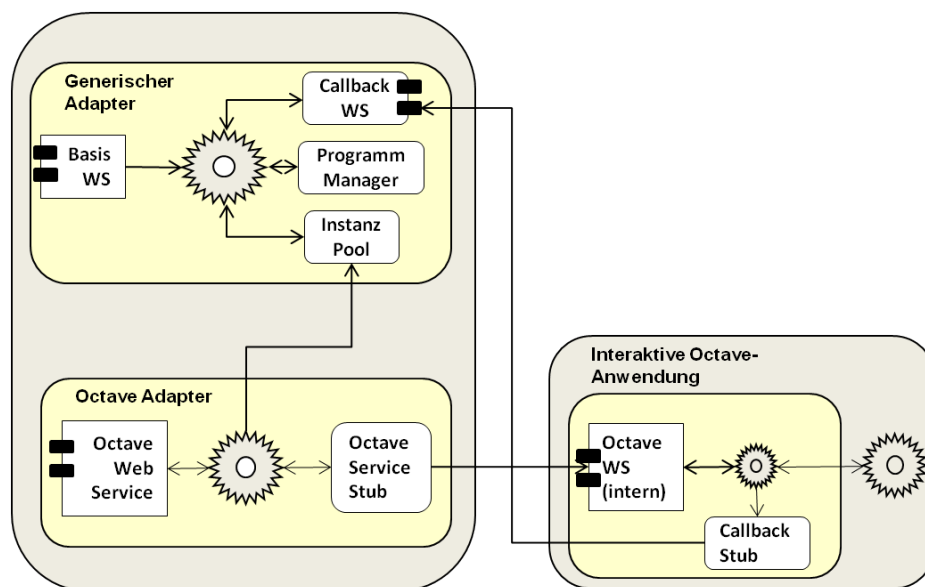 Generischer
Adapter
Callback
WS
Basis
WS
Programm
Manager
Instanz
Pool
Octave Adapter
Octave
Web
Service
Octave
Service
Stub
Interaktive Octave-
Anwendung
Octave
WS
(intern)
Callback
Stub